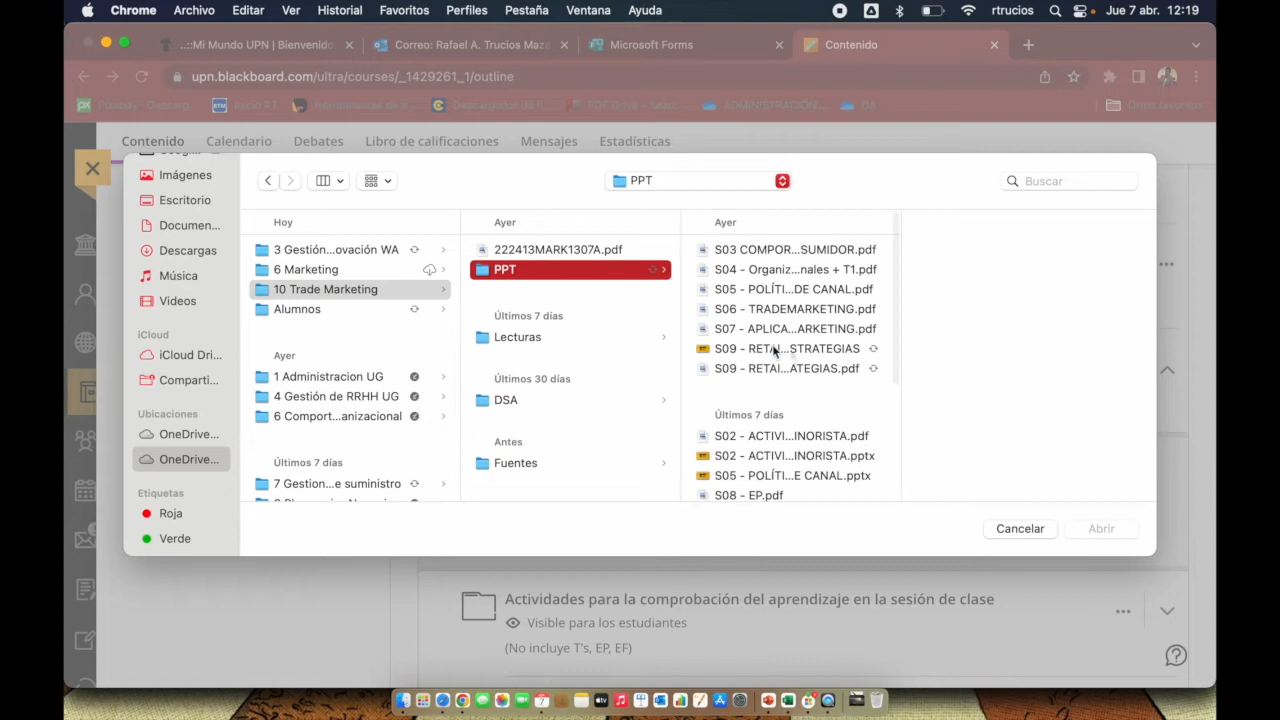 Chrome Archivo Editar Ver Historial Favoritos Perfiles Pestaña Ventana Ayuda rtrucios Jue 7 abr. 12:19
..::Mi Mundo UPN | Bienvenido Correo: Rafael A. Trucios Maza Microsoft Forms Contenido
upn.blackboard.com/ultra/courses/_1429261_1/outline
Otros favoritos
Contenido Calendario Debates Libro de calificaciones Mensajes Estadísticas
PPT
Buscar
Imágenes
Escritorio
Documen...
Descargas
Música
Videos
iCloud
iCloud Dri...
Comparti...
Ubicaciones
OneDrive...
OneDrive...
Etiquetas
Roja
Verde
Hoy
3 Gestión...ovación WA
6 Marketing
10 Trade Marketing
Alumnos
Ayer
1 Administracion UG
4 Gestión de RRHH UG
6 Comport...anizacional
Últimos 7 días
7 Gestion...e suministro
Ayer
222413MARK1307A.pdf
PPT
Últimos 7 días
Lecturas
Últimos 30 días
DSA
Antes
Fuentes
Ayer
S03 COMPOR...SUMIDOR.pdf
S04 - Organiz...nales + T1.pdf
S05 - POLÍTI...DE CANAL.pdf
S06 - TRADEMARKETING.pdf
S07 - APLICA...ARKETING.pdf
S09 - RETAI...STRATEGIAS
S09 - RETAI...ATEGIAS.pdf
Últimos 7 días
S02 - ACTIVI...INORISTA.pdf
S02 - ACTIVI...INORISTA.pptx
S05 - POLÍTI...E CANAL.pptx
S08 - EP.pdf
Cancelar Abrir
Actividades para la comprobación del aprendizaje en la sesión de clase
Visible para los estudiantes
(No incluye T's, EP, EF)